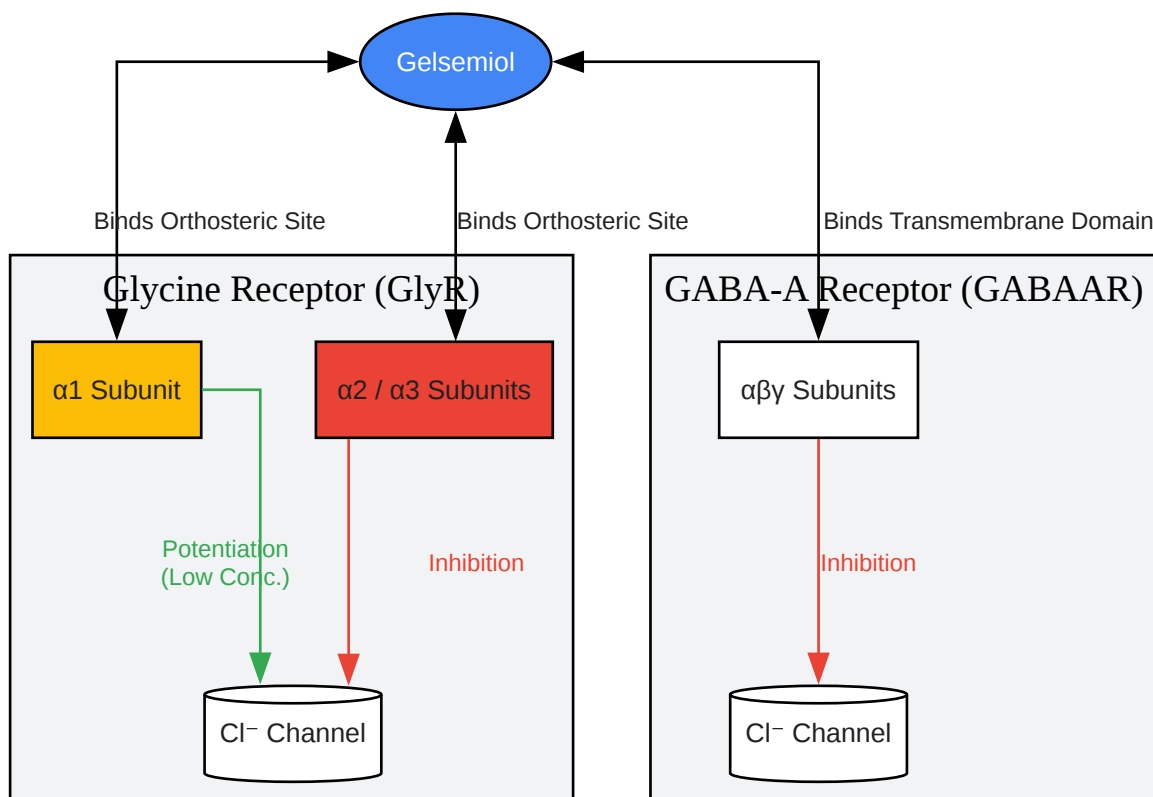 Gelsemiol
Binds Orthosteric Site
Binds Orthosteric Site
Binds Transmembrane Domain
Glycine Receptor (GlyR)
GABA-A Receptor (GABAAR)
α1 Subunit
α2 / α3 Subunits
αβγ Subunits
Potentiation
(Low Conc.)
Inhibition
Inhibition
Cl⁻ Channel
Cl⁻ Channel